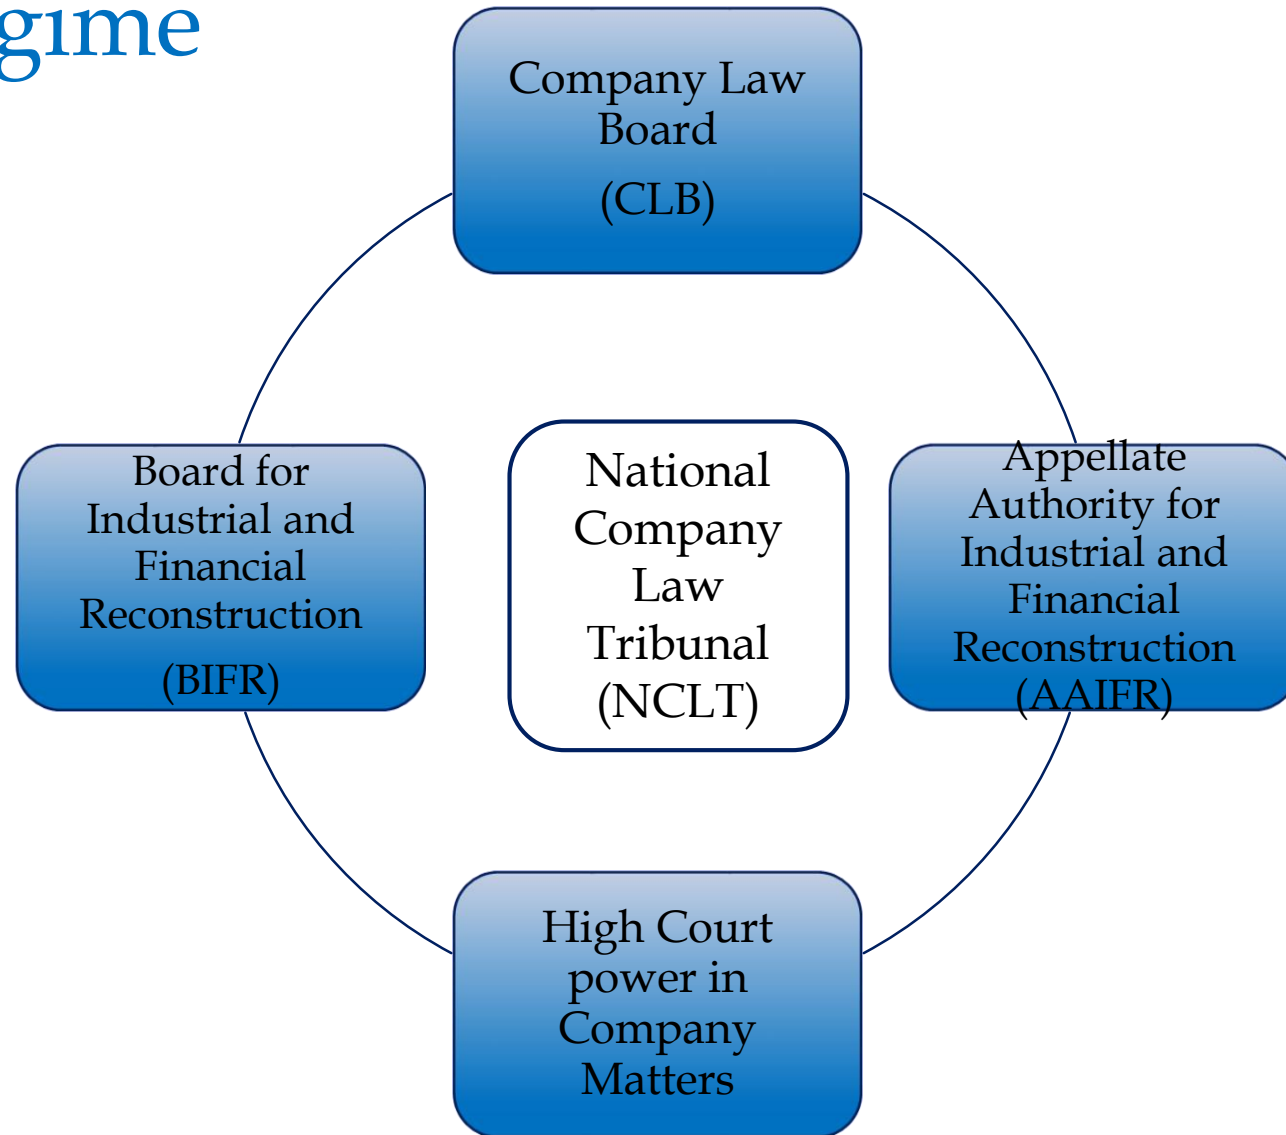 Company Law
Board
(CLB)
Board for
Industrial and
Financial
Reconstruction
(BIFR)
National
Company
Law
Tribunal
(NCLT)
Appellate
Authority for
Industrial and
Financial
Reconstruction
(AAIFR)
High Court
power in
Company
Matters